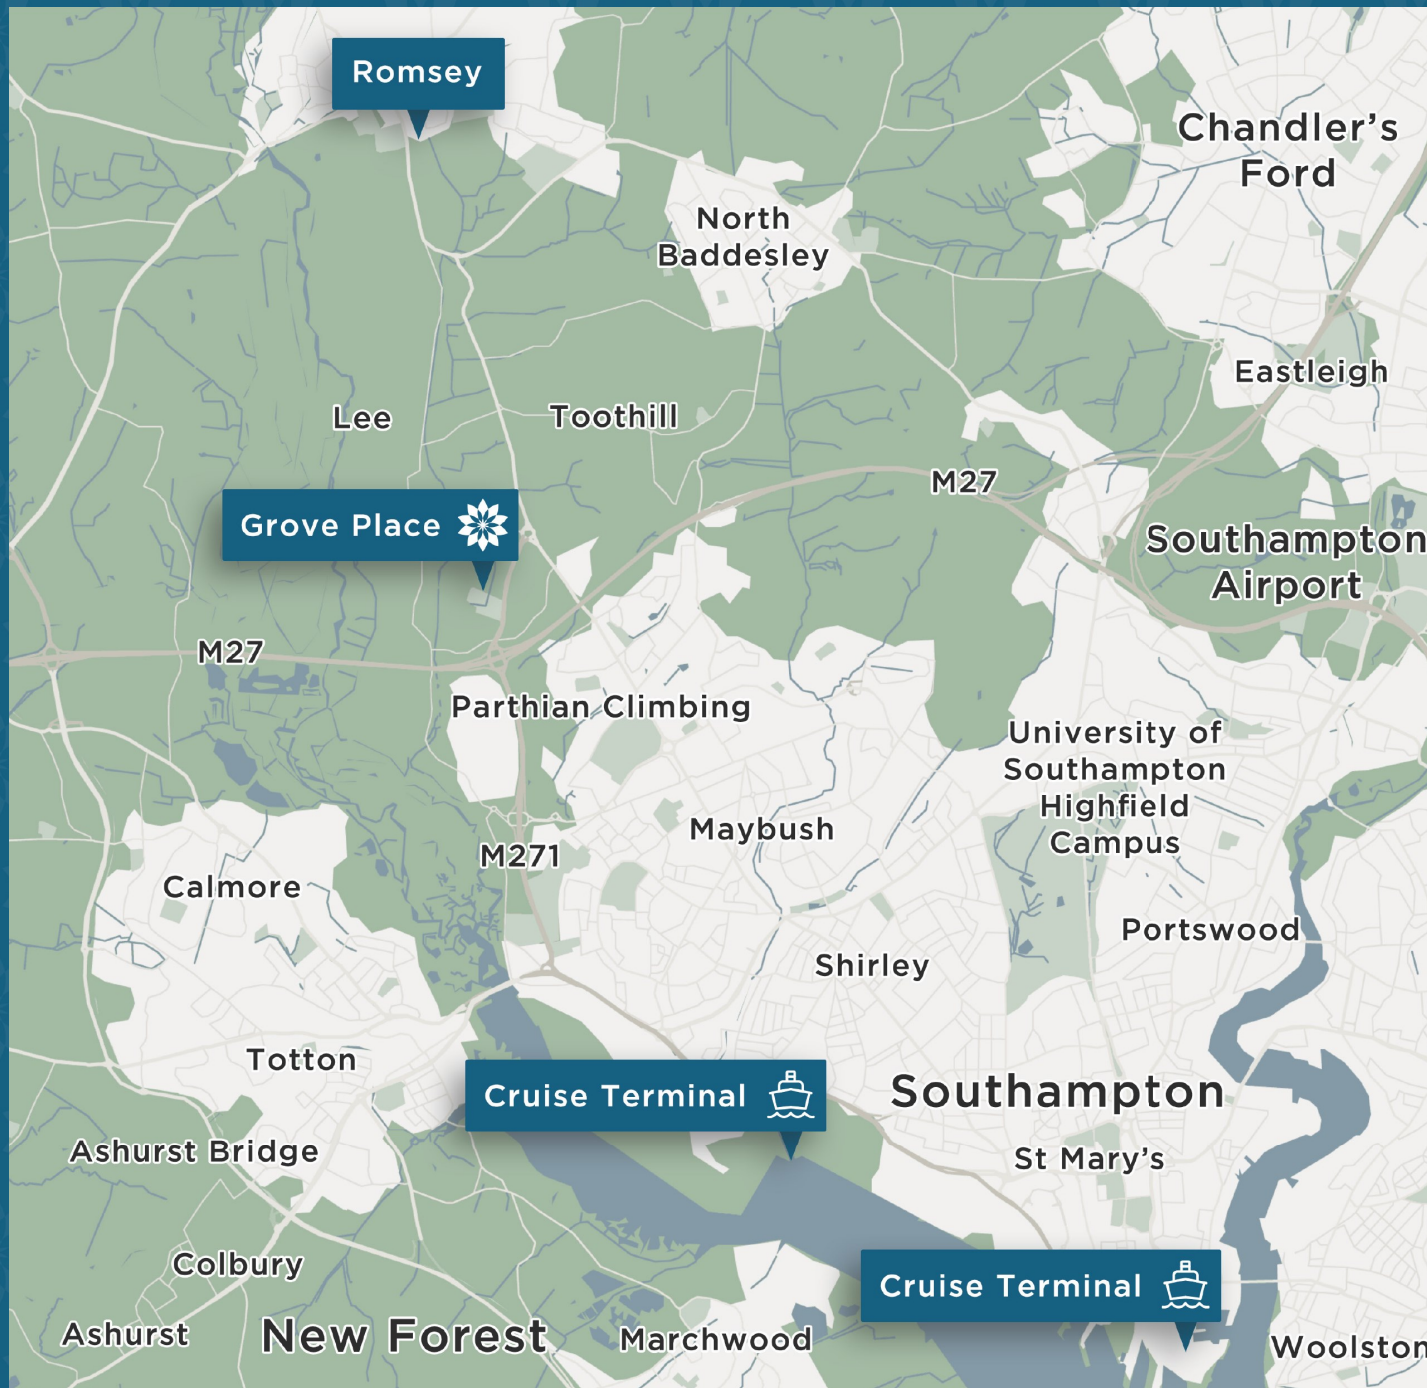 Romsey
Chandler's
Ford
North
Baddesley
Eastleigh
Lee
Toothill
M27
Grove Place
Southampton
Airport
M27
Parthian Climbing
University of
Southampton
Highfield
Campus
Maybush
M271
Calmore
Portswood
Shirley
Totton
Cruise Terminal
Southampton
Ashurst Bridge
St Mary's
Colbury
Cruise Terminal
Ashurst
New Forest
Marchwood
Woolston